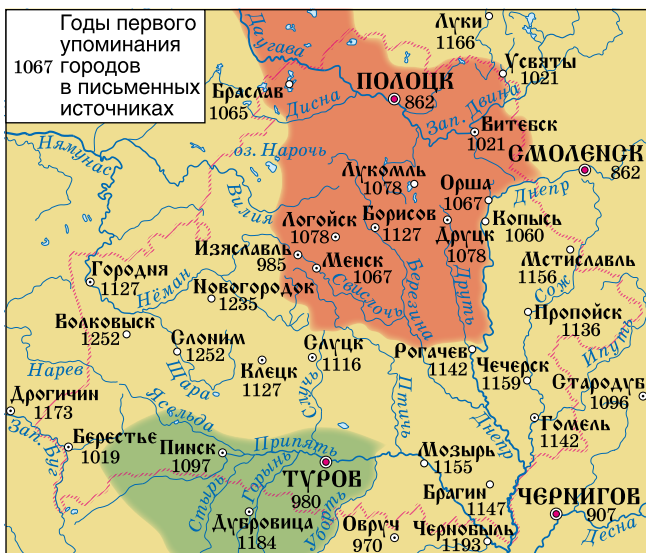 Годы первого
упоминания
1067 городов
в письменных
источниках
Луки
1166
Даугава
Усвяты
1021
ПОЛОЦК
862
Браслав
1065
Дисна
Зап. Двина
Витебск
1021
Нямунас
оз. Нарочь
СМОЛЕНСК
862
Лукомль
1078
Орша
1067
Днепр
Вилия
Логойск
1078
Борисов
1127
Друцк
1078
Копысь
1060
Изяславль
985
Менск
1067
Мстиславль
1156
Городня
1127
Нёман
Новогородок
1235
Свислочь
Березина
Друть
Сож
Пропойск
1136
Волковыск
1252
Слоним
1252
Слуцк
1116
Рогачев
1142
Ипуть
Нарев
Щара
Клецк
1127
Чечерск
1159
Стародуб
1096
Дрогичин
1173
Ясельда
Случь
Птичь
Днепр
Гомель
1142
Зап. Буг
Берестье
1019
Пинск
1097
Припять
Мозырь
1155
ТУРОВ
980
Стырь
Горынь
Уборть
Брагин
1147
ЧЕРНИГОВ
907
Дубровица
1184
Овруч
970
Чернобыль
1193
Десна